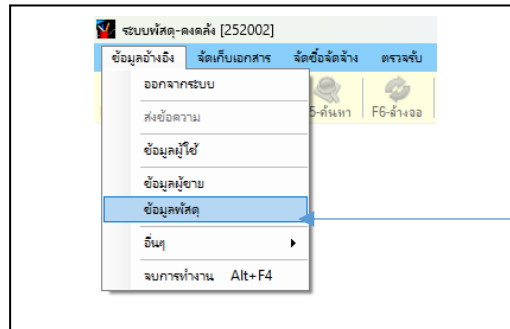 ระบบพัสดุ-คงคลัง [252002]
ข้อมูลอ้างอิง จัดเก็บเอกสาร จัดซื้อจัดจ้าง ตรวจรับ
ออกจากระบบ
5-ค้นหา F6-ล้างจอ
ส่งข้อความ
ข้อมูลผู้ใช้
ข้อมูลผู้ขาย
ข้อมูลพัสดุ
อื่นๆ
จบการทำงาน Alt+F4